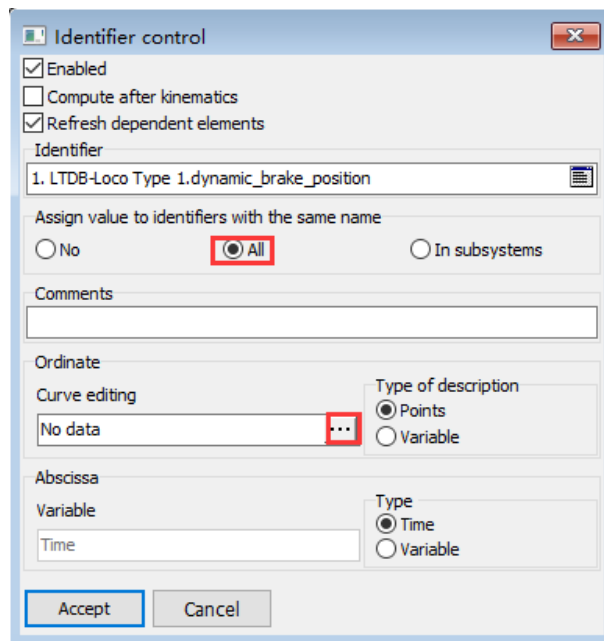 Identifier control
Enabled
Compute after kinematics
Refresh dependent elements
Identifier
1. LTDB-Loco Type 1.dynamic_brake_position
Assign value to identifiers with the same name
No All In subsystems
Comments
Ordinate
Curve editing
Type of description
Points
No data ...
Variable
Abscissa
Variable
Type
Time
Time
Variable
Accept Cancel